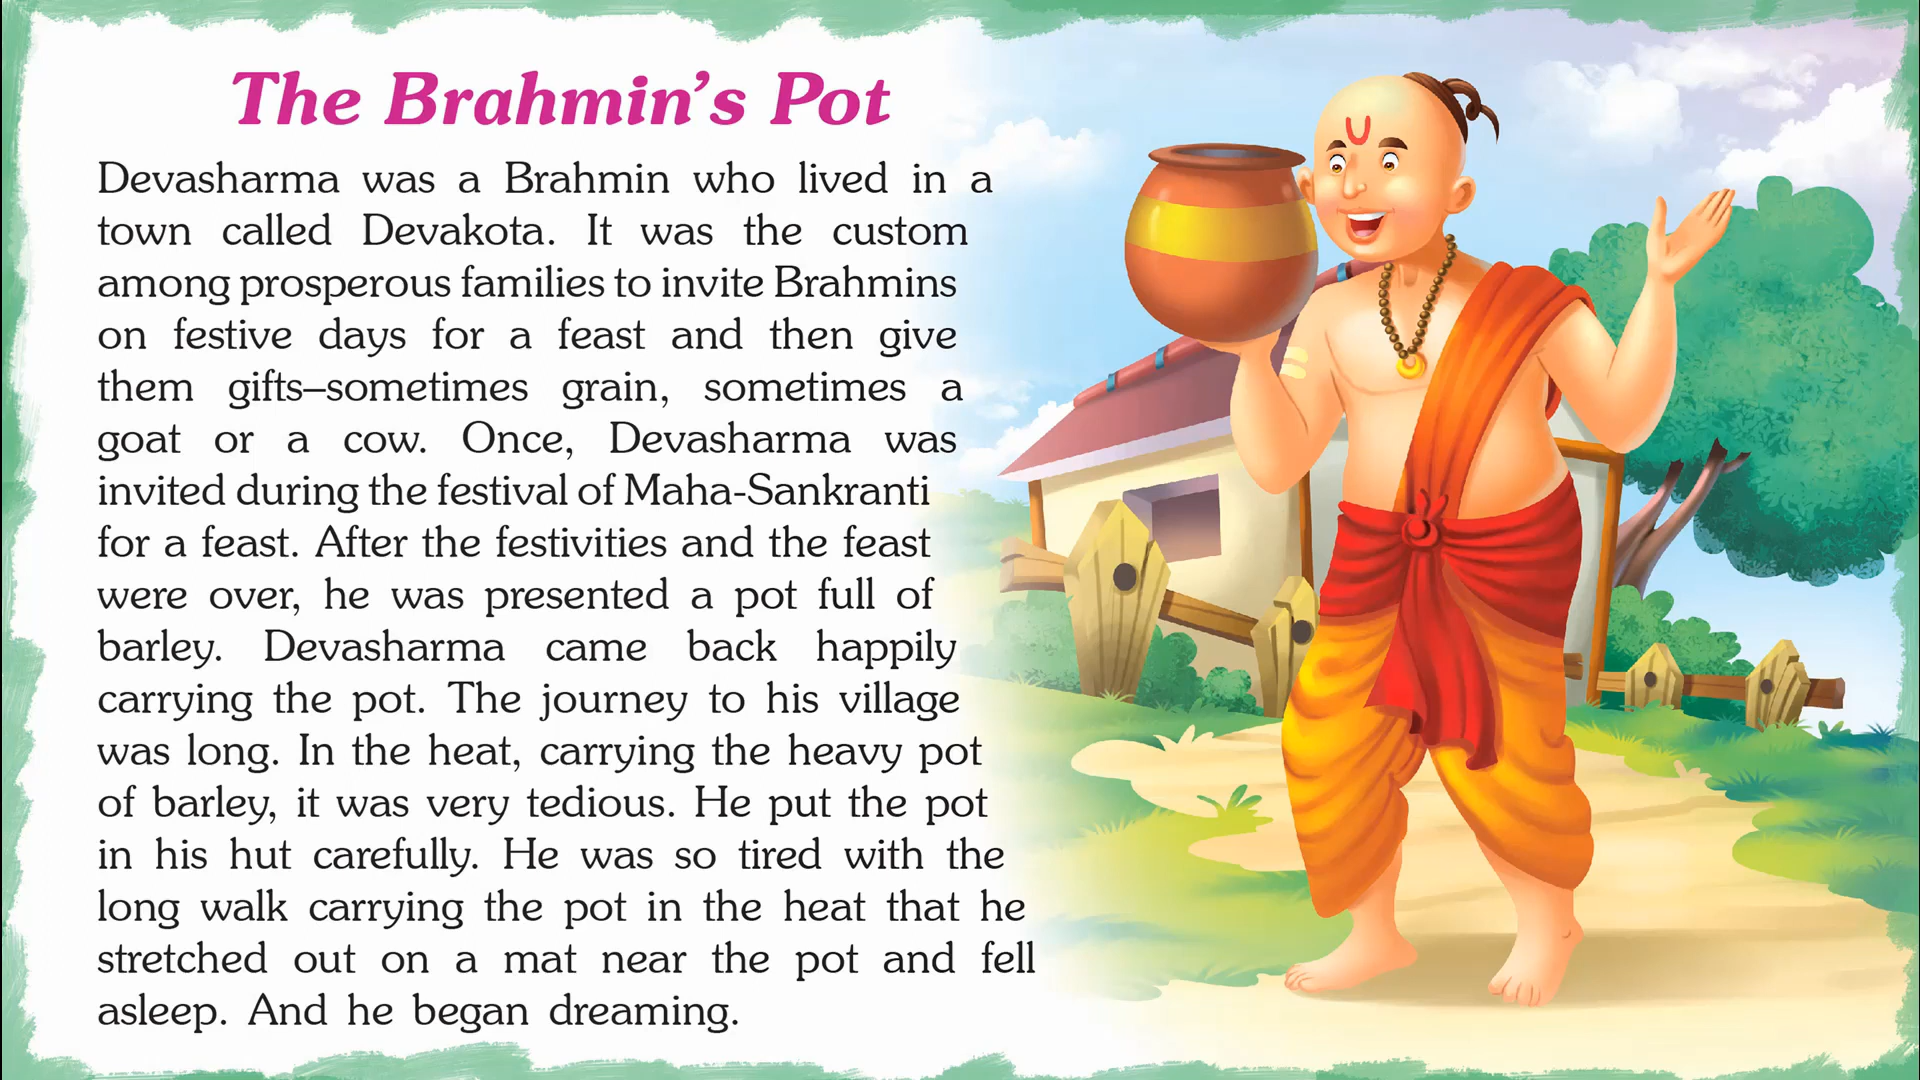 The Brahmin’s Pot
Devasharma was a Brahmin who lived in a
town called Devakota. It was the custom
among prosperous families to invite Brahmins
on festive days for a feast and then give
them gifts–sometimes grain, sometimes a
goat or a cow. Once, Devasharma was
invited during the festival of Maha-Sankranti
for a feast. After the festivities and the feast
were over, he was presented a pot full of
barley. Devasharma came back happily
carrying the pot. The journey to his village
was long. In the heat, carrying the heavy pot
of barley, it was very tedious. He put the pot
in his hut carefully. He was so tired with the
long walk carrying the pot in the heat that he
stretched out on a mat near the pot and fell
asleep. And he began dreaming.